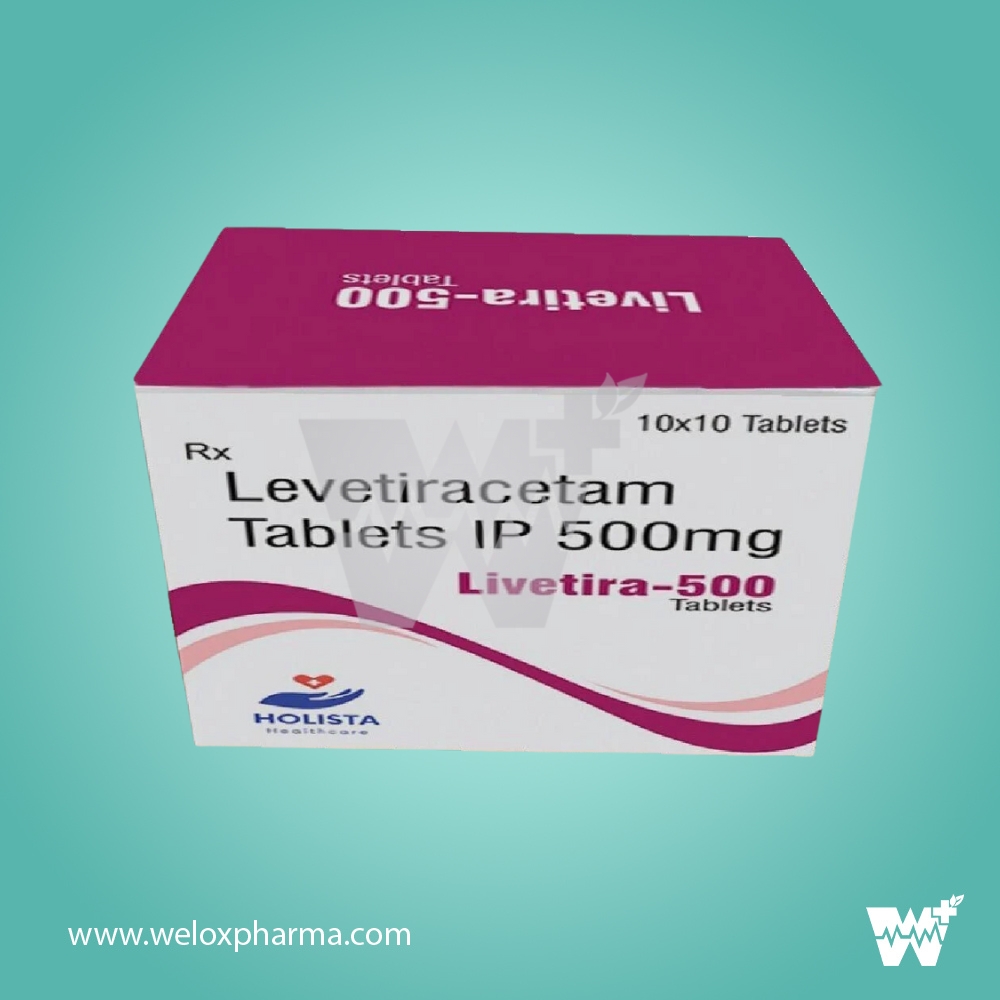 Livetira-500
Tablets
10x10 Tablets
Rx
Levetiracetam
Tablets IP 500mg
Livetira-500
Tablets
HOLISTA
Healthcare
www.weloxpharma.com
W+